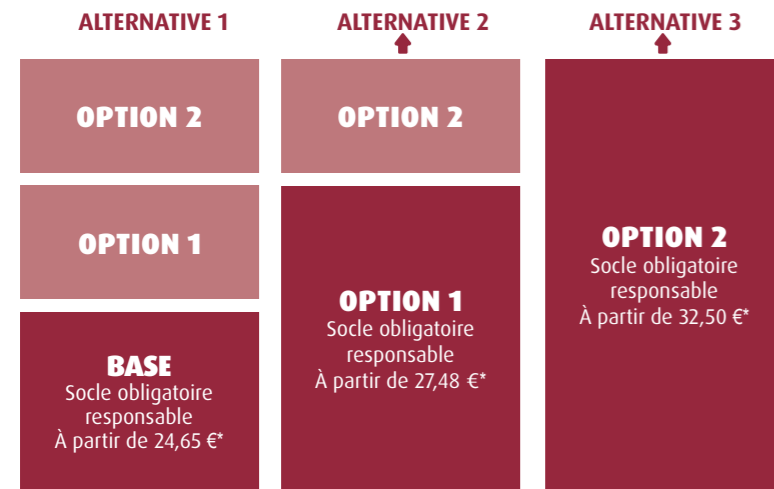 ALTERNATIVE 1
OPTION 2
OPTION 1
BASE
Socle obligatoire
responsable
À partir de 24,65 €*
ALTERNATIVE 2
OPTION 2
OPTION 1
Socle obligatoire
responsable
À partir de 27,48 €*
ALTERNATIVE 3
OPTION 2
Socle obligatoire
responsable
À partir de 32,50 €*